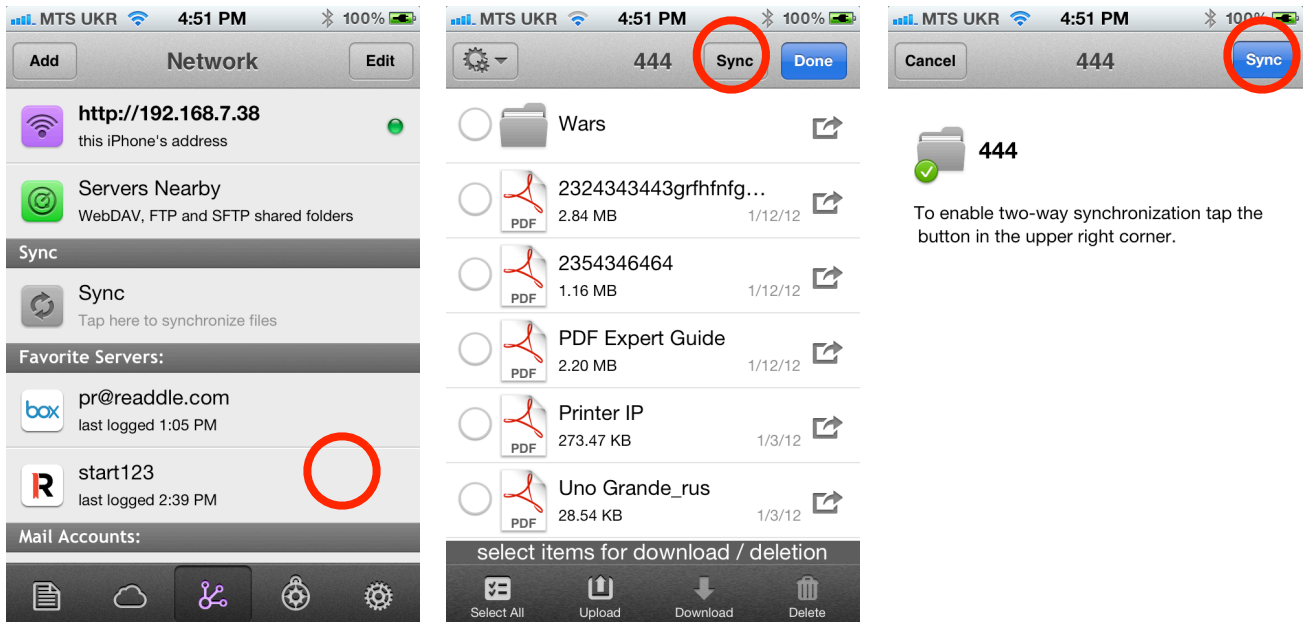 MTS UKR 4:51 PM 100%
Add Network Edit
http://192.168.7.38
this iPhone's address
Servers Nearby
WebDAV, FTP and SFTP shared folders
Sync
Sync
Tap here to synchronize files
Favorite Servers:
box
pr@readdle.com
last logged 1:05 PM
R
start123
last logged 2:39 PM
Mail Accounts:
MTS UKR 4:51 PM 100%
444 Sync Done
Wars
2324343443grfhfnfg...
PDF 2.84 MB 1/12/12
2354346464
PDF 1.16 MB 1/12/12
PDF Expert Guide
PDF 2.20 MB 1/12/12
Printer IP
PDF 273.47 KB 1/3/12
Uno Grande_rus
PDF 28.54 KB 1/3/12
select items for download / deletion
Select All Upload Download Delete
MTS UKR 4:51 PM 100%
Cancel 444 Sync
444
To enable two-way synchronization tap the
button in the upper right corner.